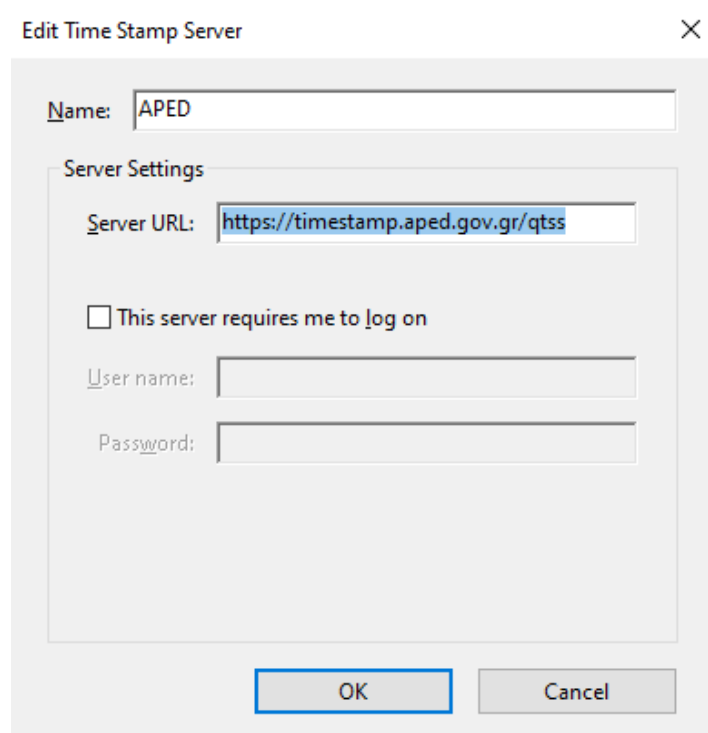 Edit Time Stamp Server
Name: APED
Server Settings
Server URL: https://timestamp.aped.gov.gr/qtss
This server requires me to log on
User name:
Password:
OK Cancel